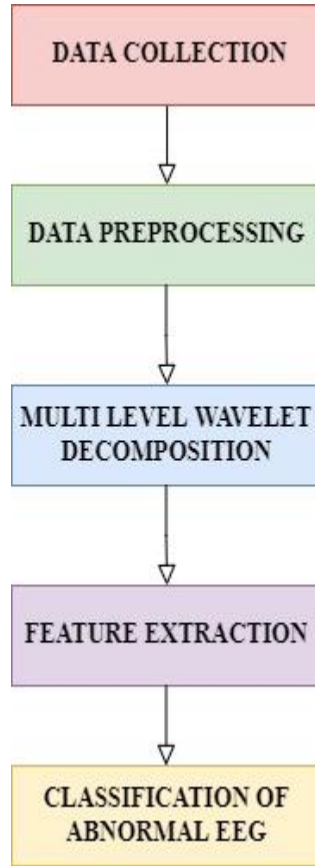 DATA COLLECTION
DATA PREPROCESSING
MULTI LEVEL WAVELET
DECOMPOSITION
FEATURE EXTRACTION
CLASSIFICATION OF
ABNORMAL EEG